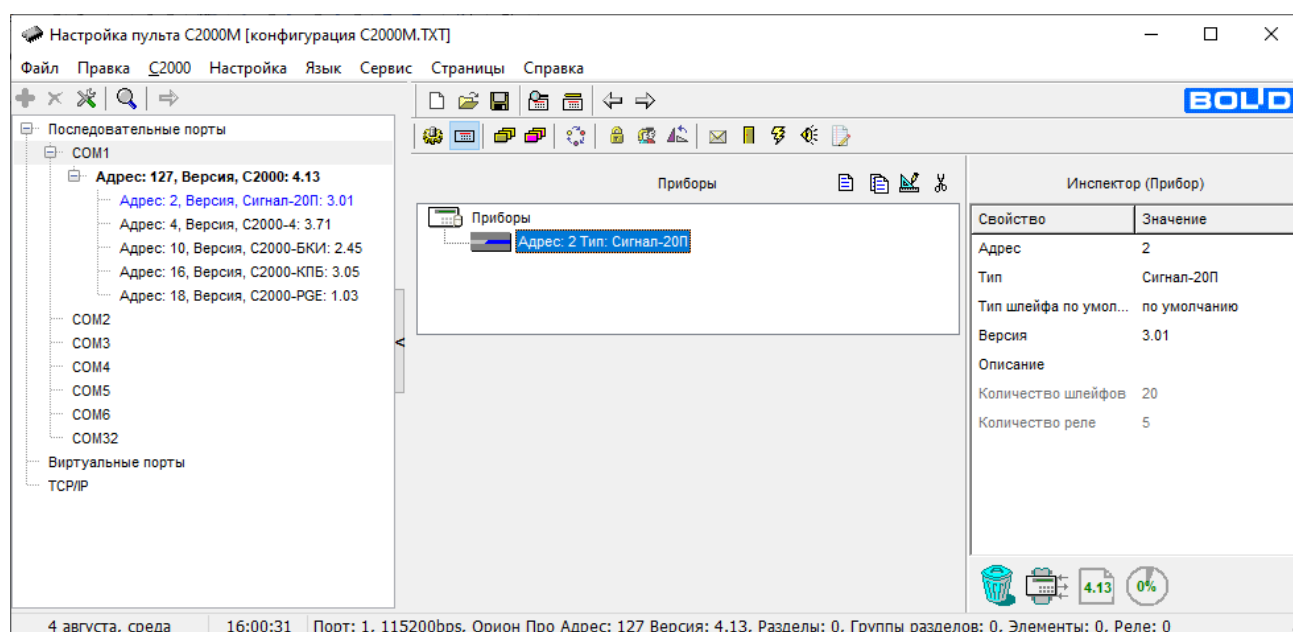 Настройка пульта С2000М [конфигурация С2000М.TXT]
Файл Правка С2000 Настройка Язык Сервис Страницы Справка
BOLID
Последовательные порты
COM1
Адрес: 127, Версия, С2000: 4.13
Адрес: 2, Версия, Сигнал-20П: 3.01
Адрес: 4, Версия, С2000-4: 3.71
Адрес: 10, Версия, С2000-БКИ: 2.45
Адрес: 16, Версия, С2000-КПБ: 3.05
Адрес: 18, Версия, С2000-PGE: 1.03
COM2
COM3
COM4
COM5
COM6
COM32
Виртуальные порты
TCP/IP
<
Приборы
Приборы
Адрес: 2 Тип: Сигнал-20П
Инспектор (Прибор)
Свойство Значение
Адрес 2
Тип Сигнал-20П
Тип шлейфа по умол... по умолчанию
Версия 3.01
Описание
Количество шлейфов 20
Количество реле 5
4.13 0%
4 августа, среда 16:00:31 Порт: 1, 115200bps, Орион Про Адрес: 127 Версия: 4.13, Разделы: 0, Группы разделов: 0, Элементы: 0, Реле: 0